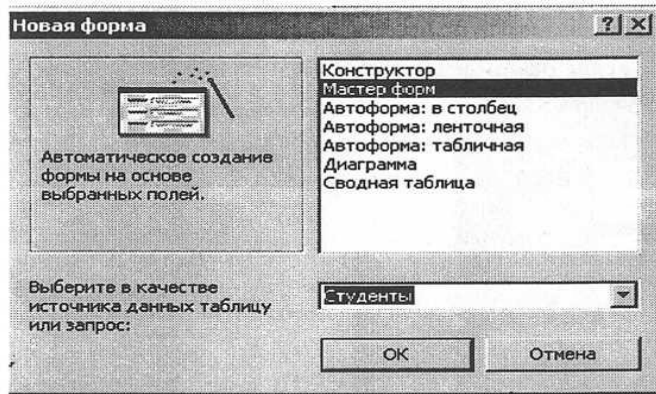 Новая форма
Конструктор
Мастер форм
Автоформа: в столбец
Автоформа: ленточная
Автоформа: табличная
Диаграмма
Сводная таблица
Автоматическое создание
формы на основе
выбранных полей.
Выберите в качестве
источника данных таблицу
или запрос:
Студенты
ОК
Отмена